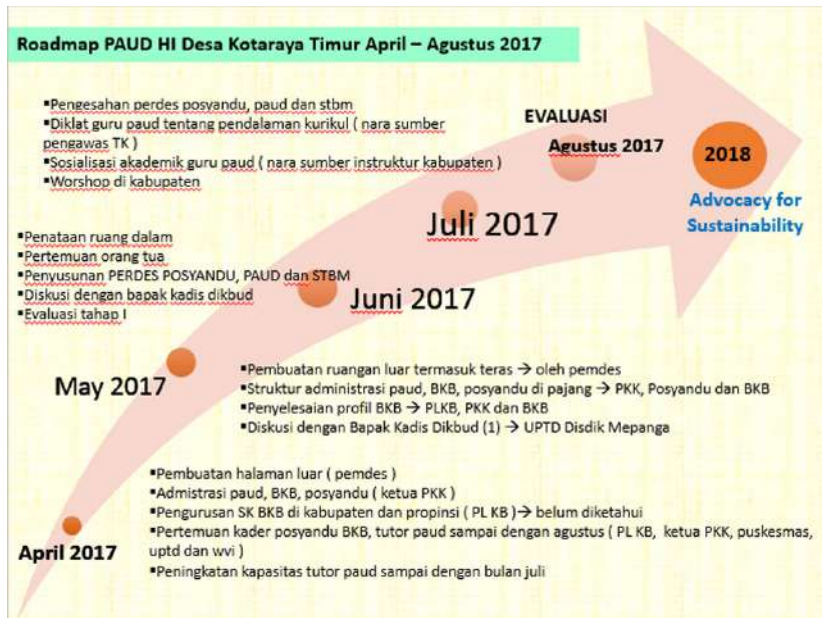 Roadmap PAUD HI Desa Kotaraya Timur April – Agustus 2017
▪Pengesahan perdes posyandu, paud dan stbm
▪Diklat guru paud tentang pendalaman kurikul ( nara sumber
pengawas TK )
▪Sosialisasi akademik guru paud ( nara sumber instruktur kabupaten )
▪Worshop di kabupaten
EVALUASI
Agustus 2017
2018
Advocacy for
Sustainability
Juli 2017
▪Penataan ruang dalam
▪Pertemuan orang tua
▪Penyusunan PERDES POSYANDU, PAUD dan STBM
▪Diskusi dengan bapak kadis dikbud
▪Evaluasi tahap I
Juni 2017
May 2017
▪Pembuatan ruangan luar termasuk teras → oleh pemdes
▪Struktur administrasi paud, BKB, posyandu di pajang → PKK, Posyandu dan BKB
▪Penyelesaian profil BKB → PLKB, PKK dan BKB
▪Diskusi dengan Bapak Kadis Dikbud (1) → UPTD Disdik Mepanga
▪Pembuatan halaman luar ( pemdes )
▪Admistrasi paud, BKB, posyandu ( ketua PKK )
▪Pengurusan SK BKB di kabupaten dan propinsi ( PL KB )→ belum diketahui
▪Pertemuan kader posyandu BKB, tutor paud sampai dengan agustus ( PL KB, ketua PKK, puskesmas,
uptd dan wvi )
▪Peningkatan kapasitas tutor paud sampai dengan bulan juli
April 2017